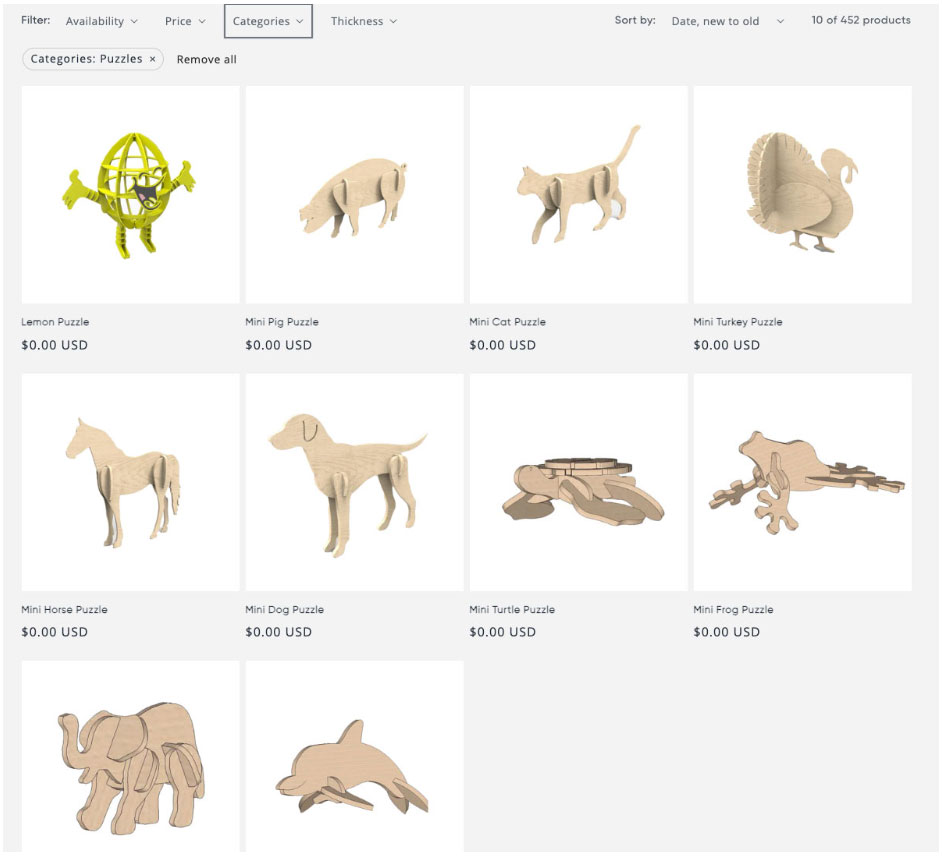 Filter: Availability Price Categories Thickness Sort by: Date, new to old 10 of 452 products
Categories: Puzzles × Remove all
Lemon Puzzle Mini Pig Puzzle Mini Cat Puzzle Mini Turkey Puzzle
$0.00 USD $0.00 USD $0.00 USD $0.00 USD
Mini Horse Puzzle Mini Dog Puzzle Mini Turtle Puzzle Mini Frog Puzzle
$0.00 USD $0.00 USD $0.00 USD $0.00 USD